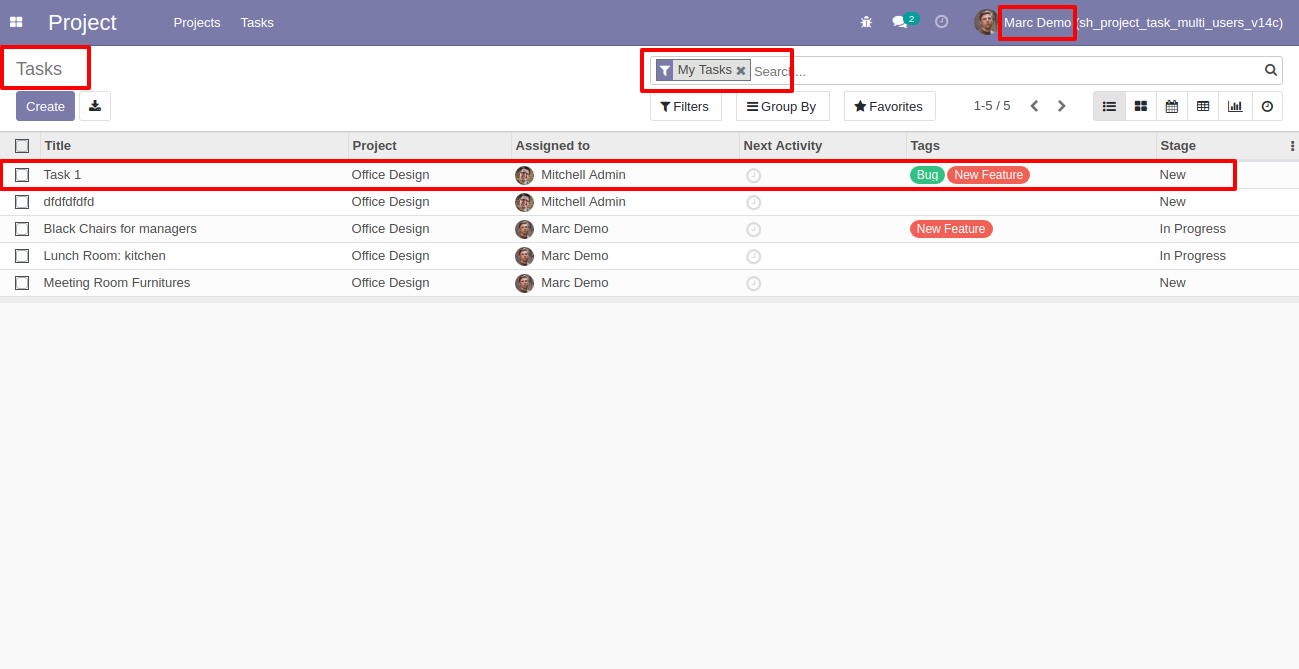 Project Projects Tasks 2 Marc Demo (sh_project_task_multi_users_v14c)
Tasks
My Tasks Search...
Create Filters Group By Favorites 1-5 / 5
Title Project Assigned to Next Activity Tags Stage
Task 1 Office Design Mitchell Admin Bug New Feature New
dfdfdfdfd Office Design Mitchell Admin New
Black Chairs for managers Office Design Marc Demo New Feature In Progress
Lunch Room: kitchen Office Design Marc Demo In Progress
Meeting Room Furnitures Office Design Marc Demo New